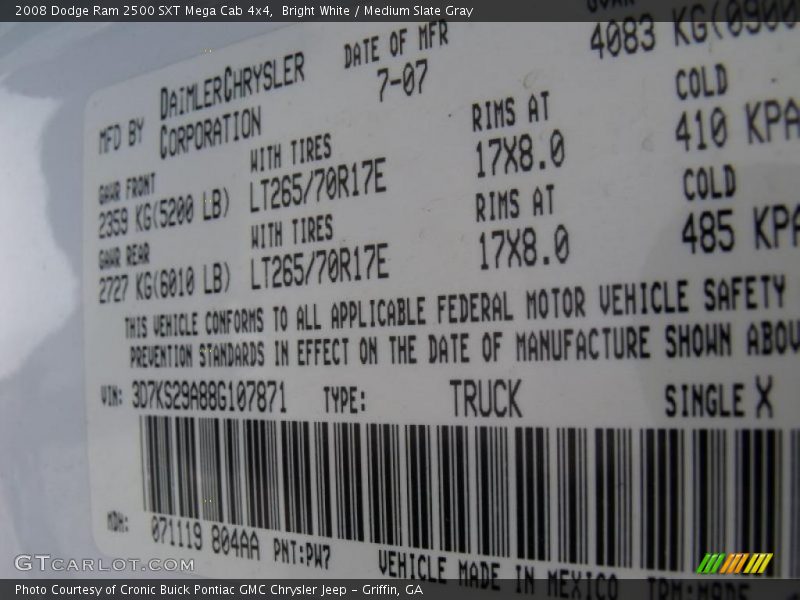 2008 Dodge Ram 2500 SXT Mega Cab 4x4, Bright White / Medium Slate Gray
MFD BY DAIMLERCHRYSLER CORPORATION
DATE OF MFR 7-07
4083 KG(0900
GAWR FRONT WITH TIRES RIMS AT COLD
2359 KG(5200 LB) LT265/70R17E 17X8.0 410 KPA
GAWR REAR WITH TIRES RIMS AT COLD
2727 KG(6010 LB) LT265/70R17E 17X8.0 485 KPA
THIS VEHICLE CONFORMS TO ALL APPLICABLE FEDERAL MOTOR VEHICLE SAFETY
PREVENTION STANDARDS IN EFFECT ON THE DATE OF MANUFACTURE SHOWN ABOV
VIN: 3D7KS29A88G107871 TYPE: TRUCK SINGLE X
MDH: 071119 804AA PNT:PW7 VEHICLE MADE IN MEXICO
GTCARLOT.COM
Photo Courtesy of Cronic Buick Pontiac GMC Chrysler Jeep - Griffin, GA